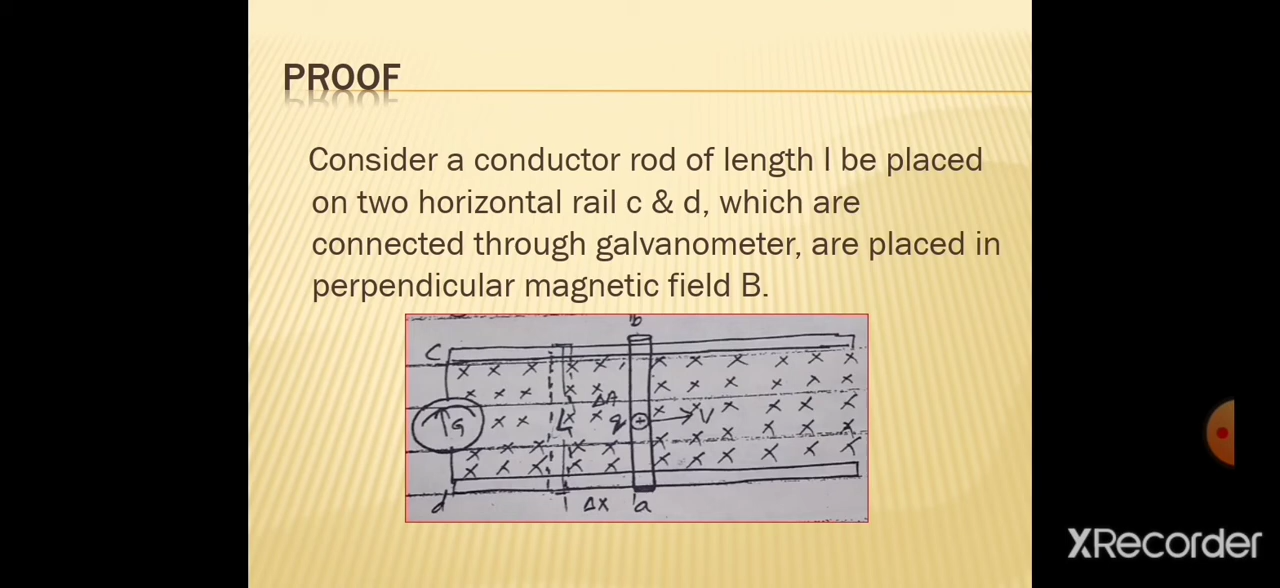 PROOF
Consider a conductor rod of length l be placed
on two horizontal rail c & d, which are
connected through galvanometer, are placed in
perpendicular magnetic field B.
b
C
ΔA
G
L
q
+
V
d
Δx
a
XRecorder